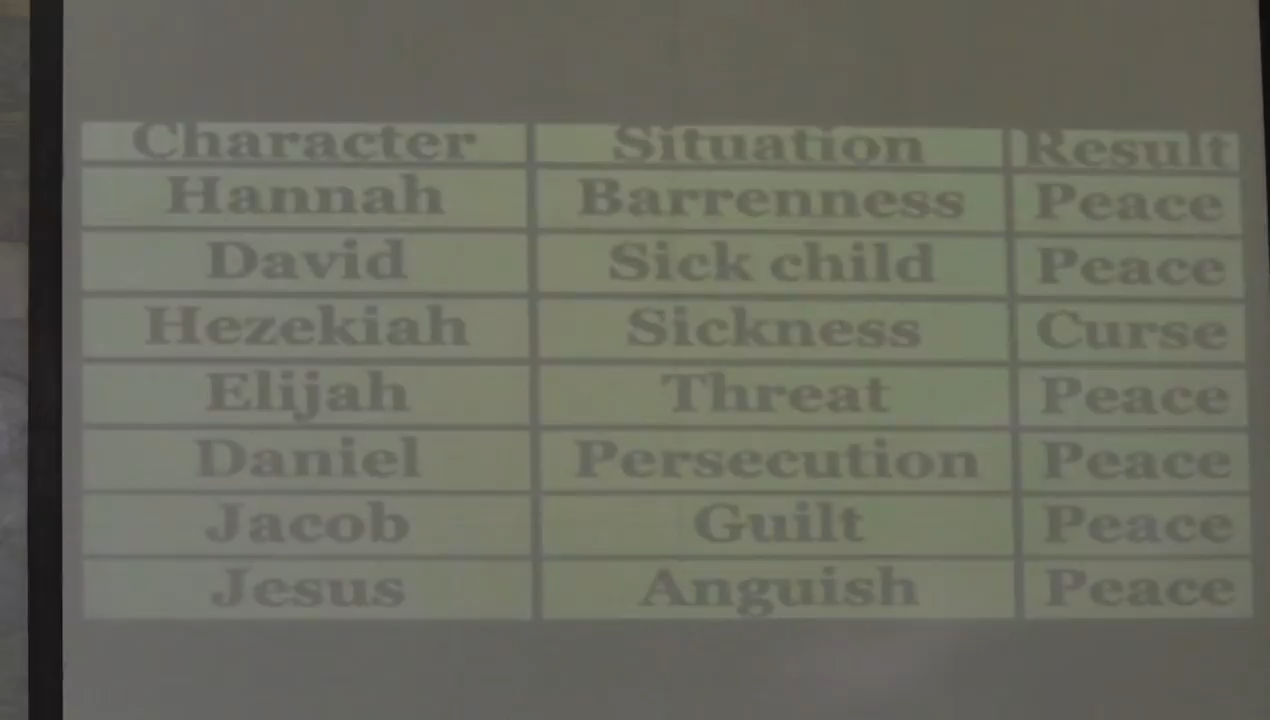 Character Situation Result
Hannah Barrenness Peace
David Sick child Peace
Hezekiah Sickness Curse
Elijah Threat Peace
Daniel Persecution Peace
Jacob Guilt Peace
Jesus Anguish Peace